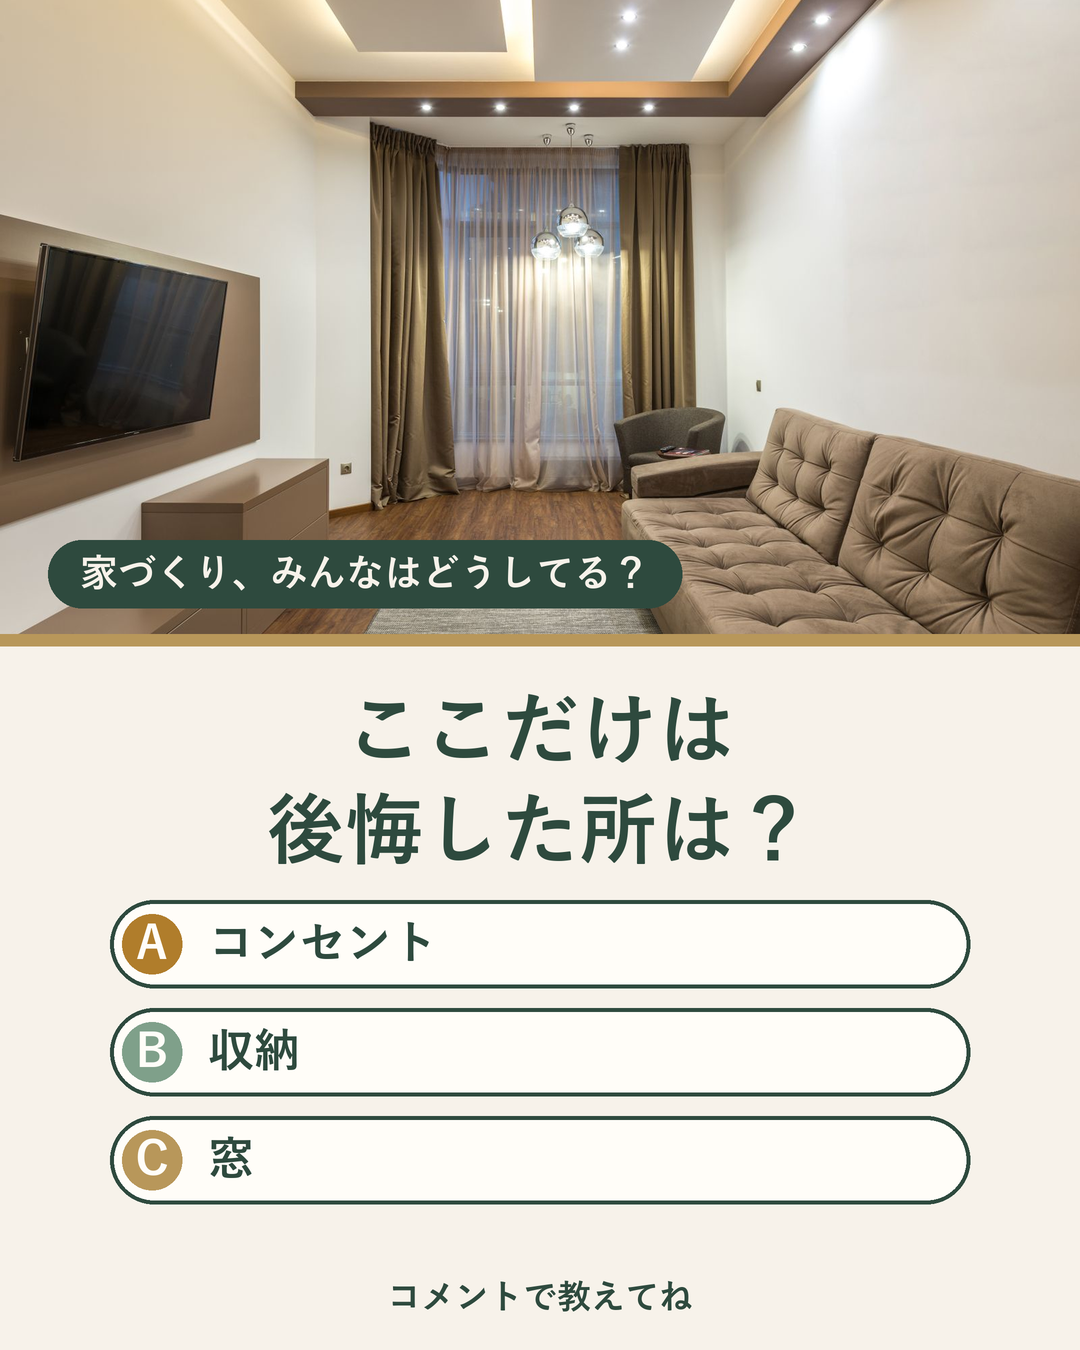 家づくり、みんなはどうしてる？
ここだけは
後悔した所は？
A コンセント
B 収納
C 窓
コメントで教えてね